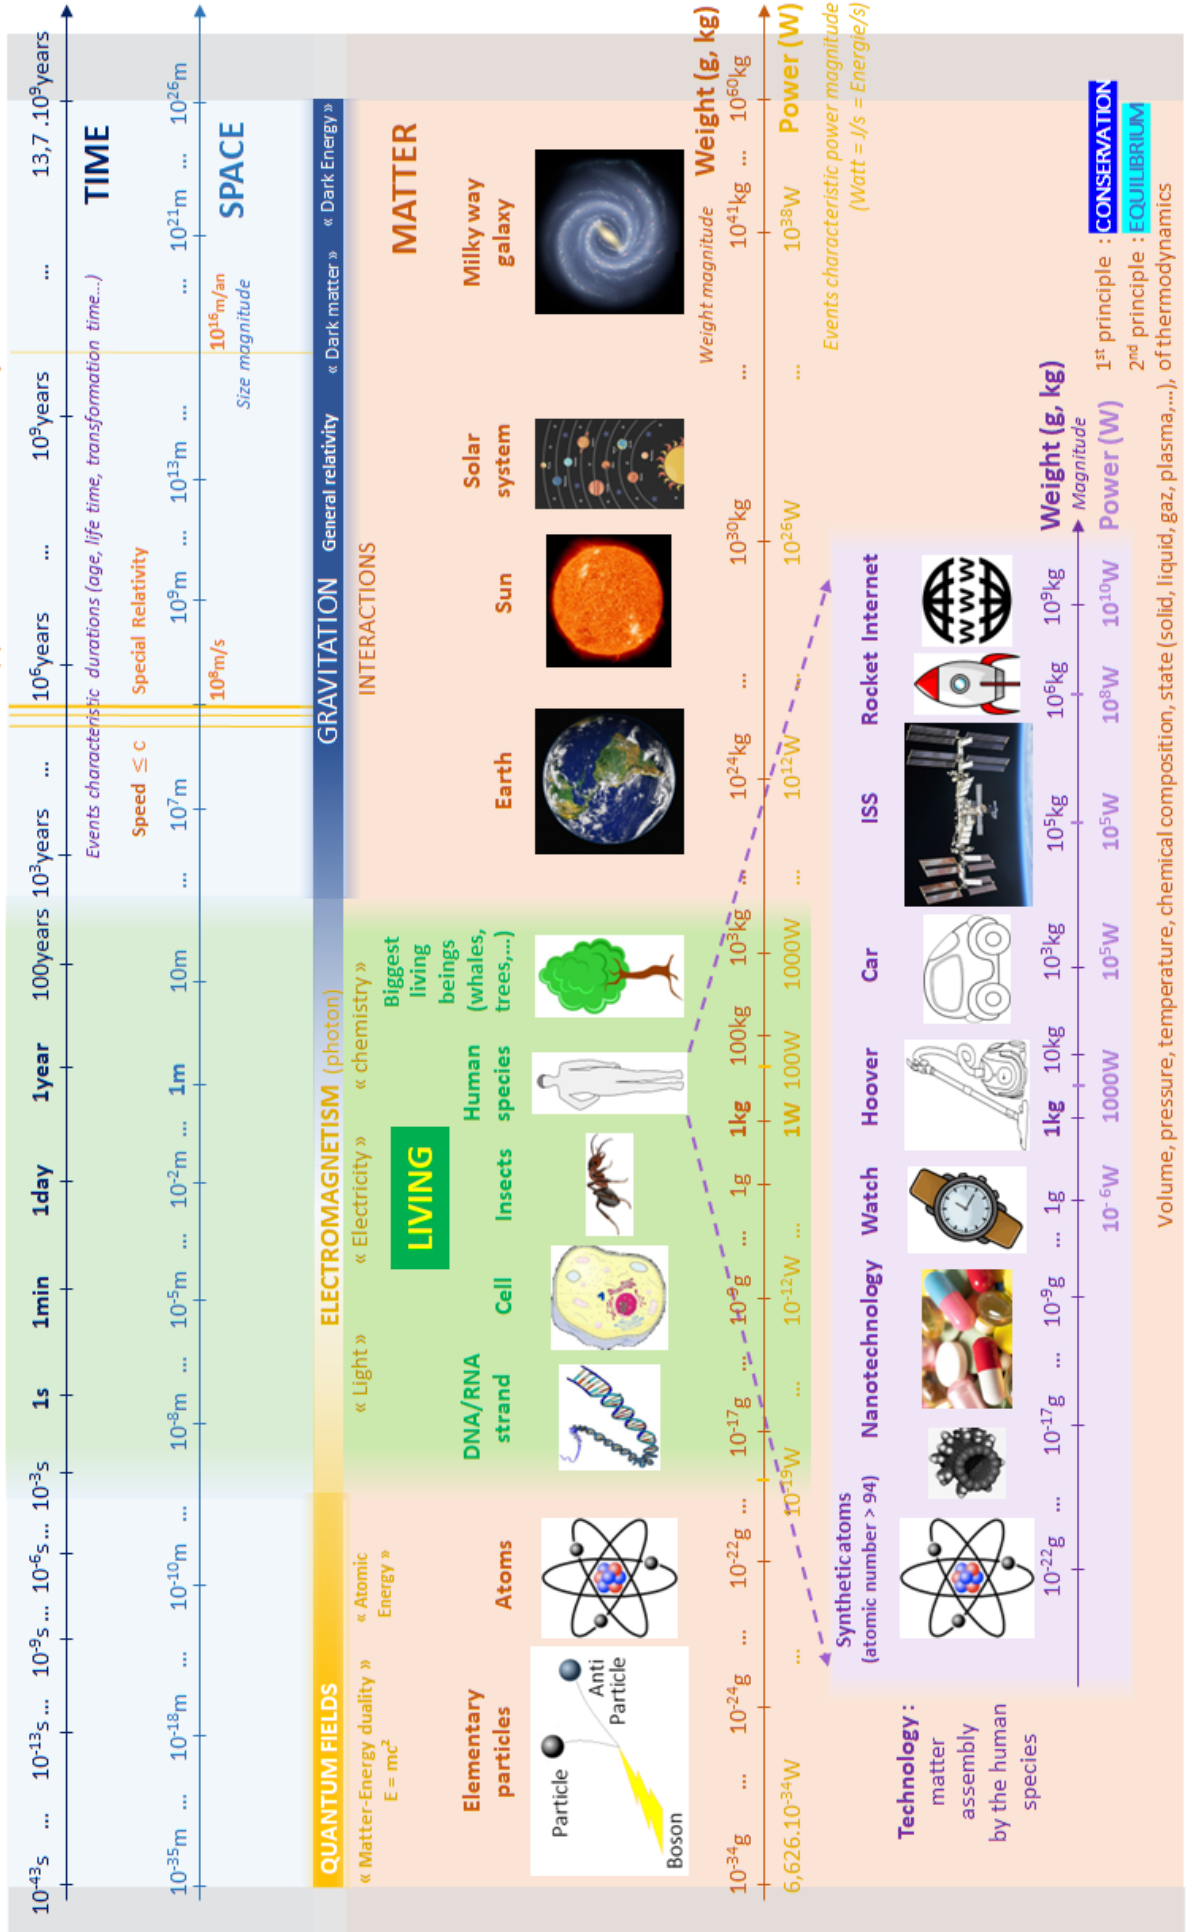 10⁻⁴³s ... 10⁻¹³s ... 10⁻⁹s ... 10⁻⁶s ... 10⁻³s 1s 1min 1day 1year 100years 10³years ... 10⁶years ... 10⁹years ... 13,7 .10⁹years
TIME
Events characteristic durations (age, life time, transformation time...)
Speed ≤ C Special Relativity
10⁻³⁵m ... 10⁻¹⁸m ... 10⁻¹⁰m ... 10⁻⁸m ... 10⁻⁵m ... 10⁻²m ... 1m 10m ... 10⁷m 10⁹m ... 10¹³m ... ... 10²¹m ... 10²⁶m
10⁸m/s 10¹⁶m/an
SPACE
Size magnitude
QUANTUM FIELDS ELECTROMAGNETISM (photon) GRAVITATION General relativity « Dark matter » « Dark Energy »
« Matter-Energy duality »
E = mc²
« Atomic
Energy »
« Light » « Electricity » « chemistry »
INTERACTIONS
MATTER
LIVING
Elementary
particles
Atoms
DNA/RNA
strand
Cell
Insects
Human
species
Biggest
living
beings
(whales,
trees,...)
Earth
Sun
Solar
system
Milky way
galaxy
Particle
Anti
Particle
Boson
Weight magnitude
Weight (g, kg)
10⁻³⁴g ... 10⁻²⁴g ... 10⁻²²g ... 10⁻¹⁷g ... 10⁻⁹g ... 1g 1kg 100kg 10³kg ... 10²⁴kg ... 10³⁰kg ... 10⁴¹kg ... 10⁶⁰kg
6,626.10⁻³⁴W ... 10⁻¹⁹W ... 10⁻¹²W ... 1W 100W 1000W ... 10¹²W ... 10²⁶W ... 10³⁸W
Power (W)
Events characteristic power magnitude
(Watt = J/s = Energie/s)
Technology :
matter
assembly
by the human
species
Synthetic atoms
(atomic number > 94)
Nanotechnology
Watch
Hoover
Car
ISS
Rocket
Internet
WWW
10⁻²²g ... 10⁻¹⁷g ... 10⁻⁹g ... 1g 1kg 10kg 10³kg 10⁵kg 10⁶kg 10⁹kg
Weight (g, kg)
Magnitude
10⁻⁶W 1000W 10⁵W 10⁵W 10⁸W 10¹⁰W
Power (W)
1st principle : CONSERVATION
2nd principle : EQUILIBRIUM
Volume, pressure, temperature, chemical composition, state (solid, liquid, gaz, plasma,...), of thermodynamics